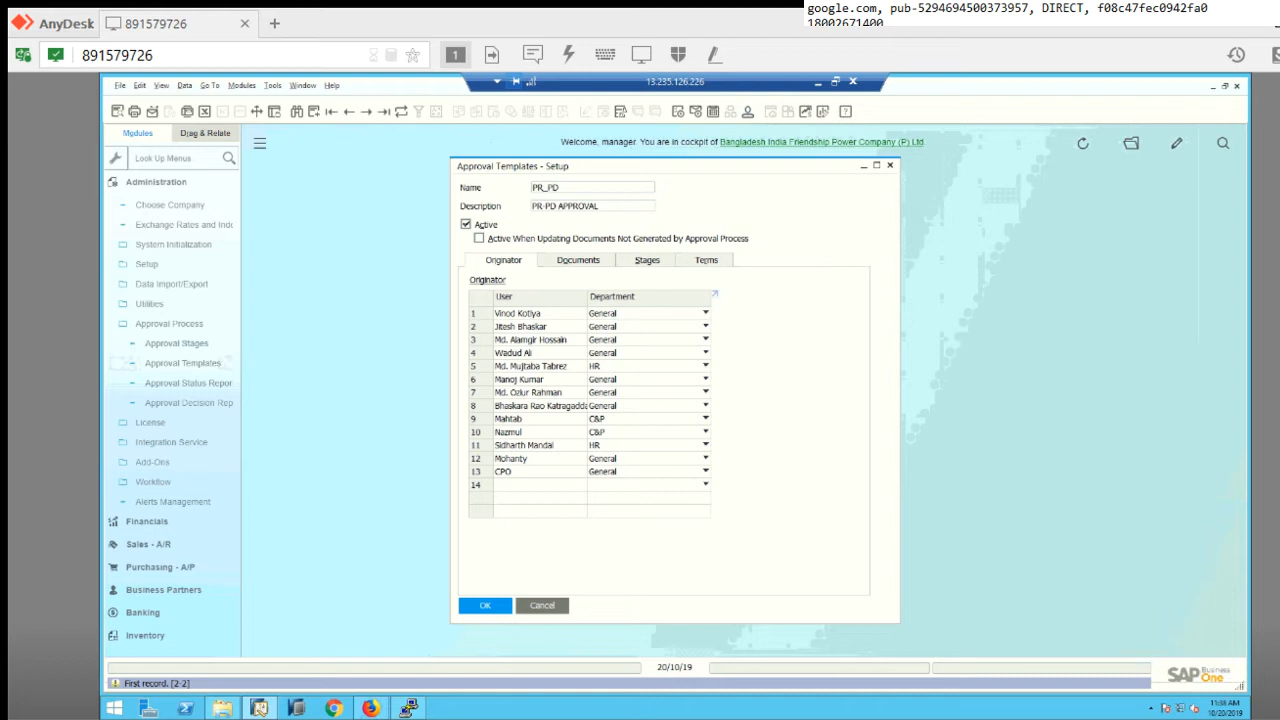 google.com, pub-5294694500373957, DIRECT, f08c47fec0942fa0
18002671400
AnyDesk
891579726
891579726
1
File Edit View Data Go To Modules Tools Window Help
13.235.126.226
Modules
Drag & Relate
Welcome, manager. You are in cockpit of Bangladesh India Friendship Power Company (P) Ltd.
Look Up Menus
Administration
Choose Company
Exchange Rates and Inde
System Initialization
Setup
Data Import/Export
Utilities
Approval Process
Approval Stages
Approval Templates
Approval Status Repor
Approval Decision Rep
License
Integration Service
Add-Ons
Workflow
Alerts Management
Financials
Sales - A/R
Purchasing - A/P
Business Partners
Banking
Inventory
Approval Templates - Setup
Name PR_PD
Description PR-PD APPROVAL
Active
Active When Updating Documents Not Generated by Approval Process
Originator Documents Stages Terms
Originator
User Department
1 Vinod Kotiya General
2 Jitesh Bhaskar General
3 Md. Alamgir Hossain General
4 Wadud Ali General
5 Md. Mujtaba Tabrez HR
6 Manoj Kumar General
7 Md. Oziur Rahman General
8 Bhaskara Rao Katragadda General
9 Mahtab C&P
10 Nazmul C&P
11 Sidharth Mandal HR
12 Mohanty General
13 CPO General
14
OK Cancel
20/10/19
SAP Business One
First record. [2-2]
11:38 AM
10/20/2019